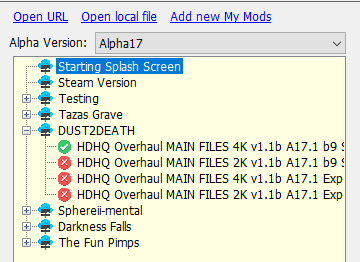 Open URL Open local file Add new My Mods
Alpha Version: Alpha17
Starting Splash Screen
Steam Version
Testing
Tazas Grave
DUST2DEATH
HDHQ Overhaul MAIN FILES 4K v1.1b A17.1 b9 S
HDHQ Overhaul MAIN FILES 4K v1.1b A17.1 Exp
HDHQ Overhaul MAIN FILES 2K v1.1b A17.1 b9 S
HDHQ Overhaul MAIN FILES 2K v1.1b A17.1 Exp
Sphereii-mental
Darkness Falls
The Fun Pimps